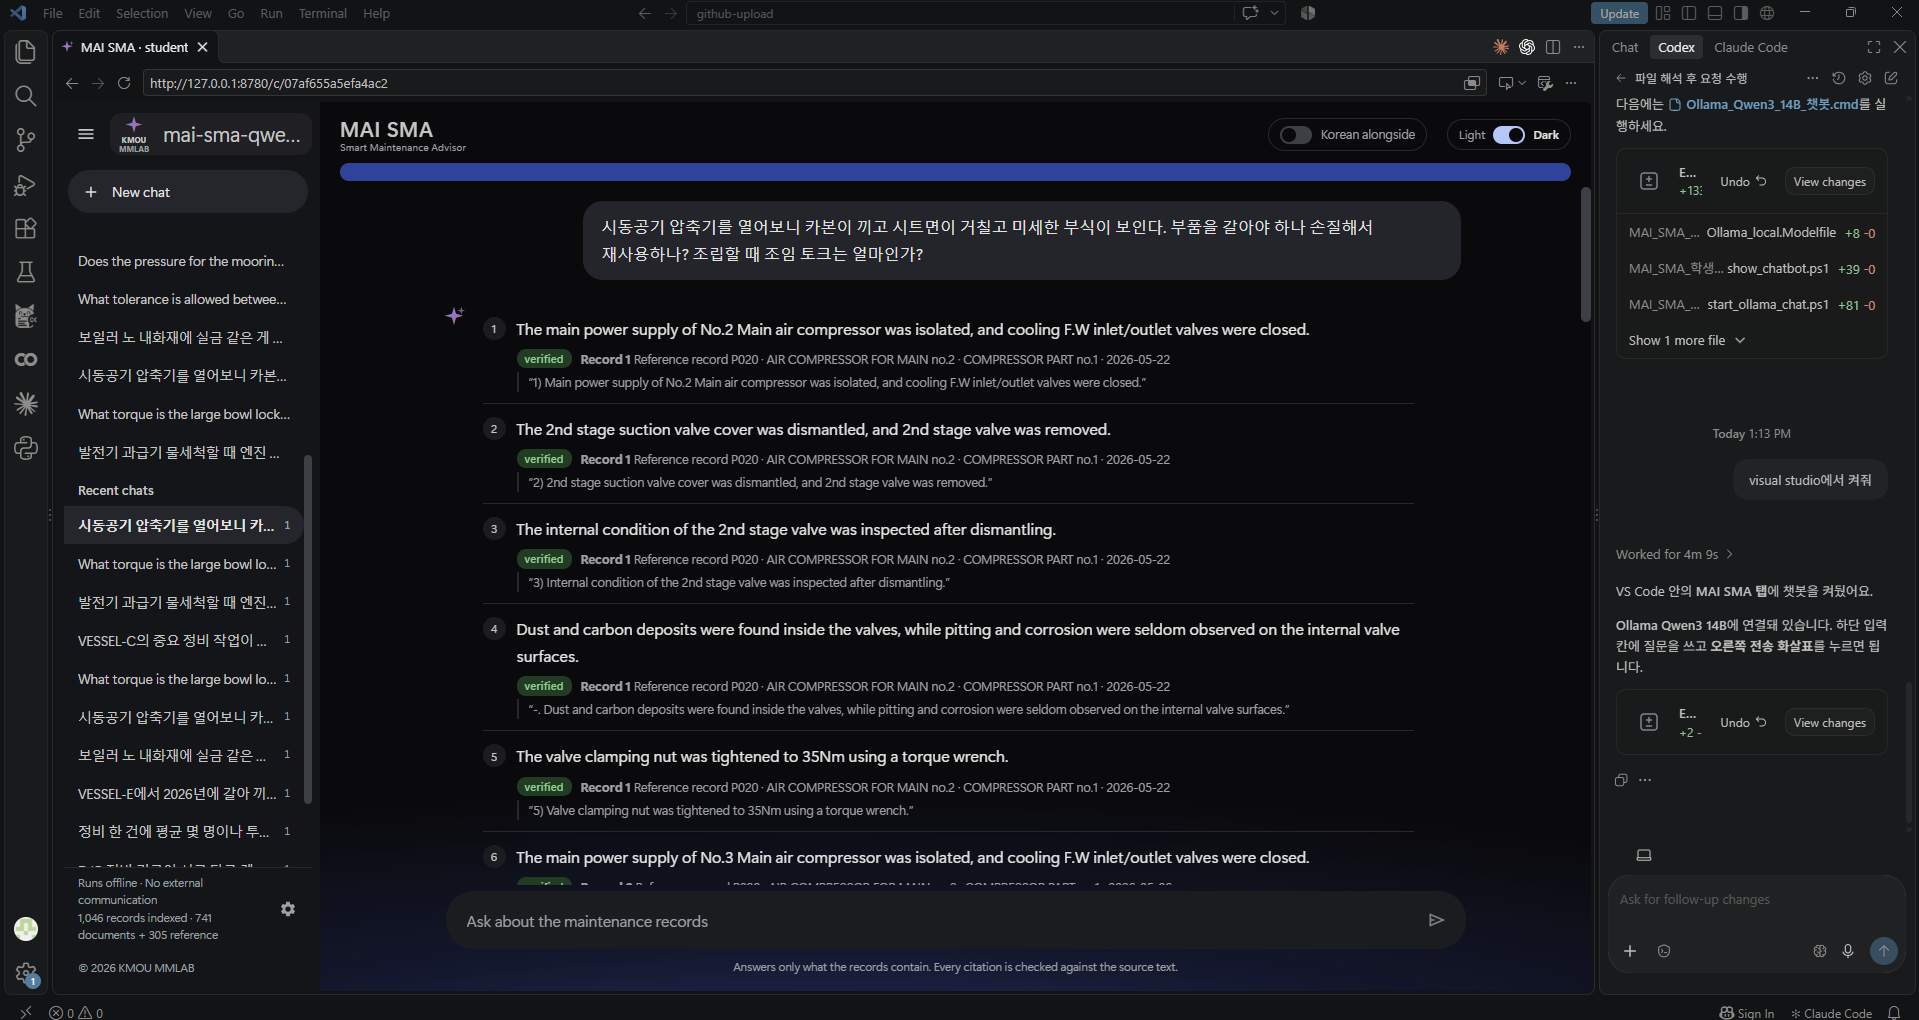 File Edit Selection View Go Run Terminal Help
github-upload
Update
MAI SMA · student
http://127.0.0.1:8780/c/07af655a5efa4ac2
KMOU
MMLAB
mai-sma-qwe...
New chat
Does the pressure for the moorin...
What tolerance is allowed betwee...
보일러 노 내화재에 실금 같은 게 ...
시동공기 압축기를 열어보니 카본...
What torque is the large bowl lock...
발전기 과급기 물세척할 때 엔진 ...
Recent chats
시동공기 압축기를 열어보니 카... 1
What torque is the large bowl lo... 1
발전기 과급기 물세척할 때 엔진... 1
VESSEL-C의 중요 정비 작업이 ... 1
What torque is the large bowl lo... 1
시동공기 압축기를 열어보니 카... 1
보일러 노 내화재에 실금 같은 ... 1
VESSEL-E에서 2026년에 갈아 끼... 1
정비 한 건에 평균 몇 명이나 투... 1
Runs offline · No external
communication
1,046 records indexed · 741
documents + 305 reference
© 2026 KMOU MMLAB
MAI SMA
Smart Maintenance Advisor
Korean alongside
Light Dark
시동공기 압축기를 열어보니 카본이 끼고 시트면이 거칠고 미세한 부식이 보인다. 부품을 갈아야 하나 손질해서
재사용하나? 조립할 때 조임 토크는 얼마인가?
1 The main power supply of No.2 Main air compressor was isolated, and cooling F.W inlet/outlet valves were closed.
verified Record 1 Reference record P020 · AIR COMPRESSOR FOR MAIN no.2 · COMPRESSOR PART no.1 · 2026-05-22
“1) Main power supply of No.2 Main air compressor was isolated, and cooling F.W inlet/outlet valves were closed.”
2 The 2nd stage suction valve cover was dismantled, and 2nd stage valve was removed.
verified Record 1 Reference record P020 · AIR COMPRESSOR FOR MAIN no.2 · COMPRESSOR PART no.1 · 2026-05-22
“2) 2nd stage suction valve cover was dismantled, and 2nd stage valve was removed.”
3 The internal condition of the 2nd stage valve was inspected after dismantling.
verified Record 1 Reference record P020 · AIR COMPRESSOR FOR MAIN no.2 · COMPRESSOR PART no.1 · 2026-05-22
“3) Internal condition of the 2nd stage valve was inspected after dismantling.”
4 Dust and carbon deposits were found inside the valves, while pitting and corrosion were seldom observed on the internal valve
surfaces.
verified Record 1 Reference record P020 · AIR COMPRESSOR FOR MAIN no.2 · COMPRESSOR PART no.1 · 2026-05-22
“-. Dust and carbon deposits were found inside the valves, while pitting and corrosion were seldom observed on the internal valve surfaces.”
5 The valve clamping nut was tightened to 35Nm using a torque wrench.
verified Record 1 Reference record P020 · AIR COMPRESSOR FOR MAIN no.2 · COMPRESSOR PART no.1 · 2026-05-22
“5) Valve clamping nut was tightened to 35Nm using a torque wrench.”
6 The main power supply of No.3 Main air compressor was isolated, and cooling F.W inlet/outlet valves were closed.
Ask about the maintenance records
Answers only what the records contain. Every citation is checked against the source text.
Chat Codex Claude Code
파일 해석 후 요청 수행
다음에는 Ollama_Qwen3_14B_챗봇.cmd를 실
행하세요.
E...
+133
Undo
View changes
MAI_SMA_... Ollama_local.Modelfile +8 -0
MAI_SMA_학생... show_chatbot.ps1 +39 -0
MAI_SMA_... start_ollama_chat.ps1 +81 -0
Show 1 more file
Today 1:13 PM
visual studio에서 켜줘
Worked for 4m 9s
VS Code 안의 MAI SMA 탭에 챗봇을 켜뒀어요.
Ollama Qwen3 14B에 연결돼 있습니다. 하단 입력
칸에 질문을 쓰고 오른쪽 전송 화살표를 누르면 됩
니다.
E...
+2 -
Undo
View changes
Ask for follow-up changes
1
0 0
Sign In Claude Code